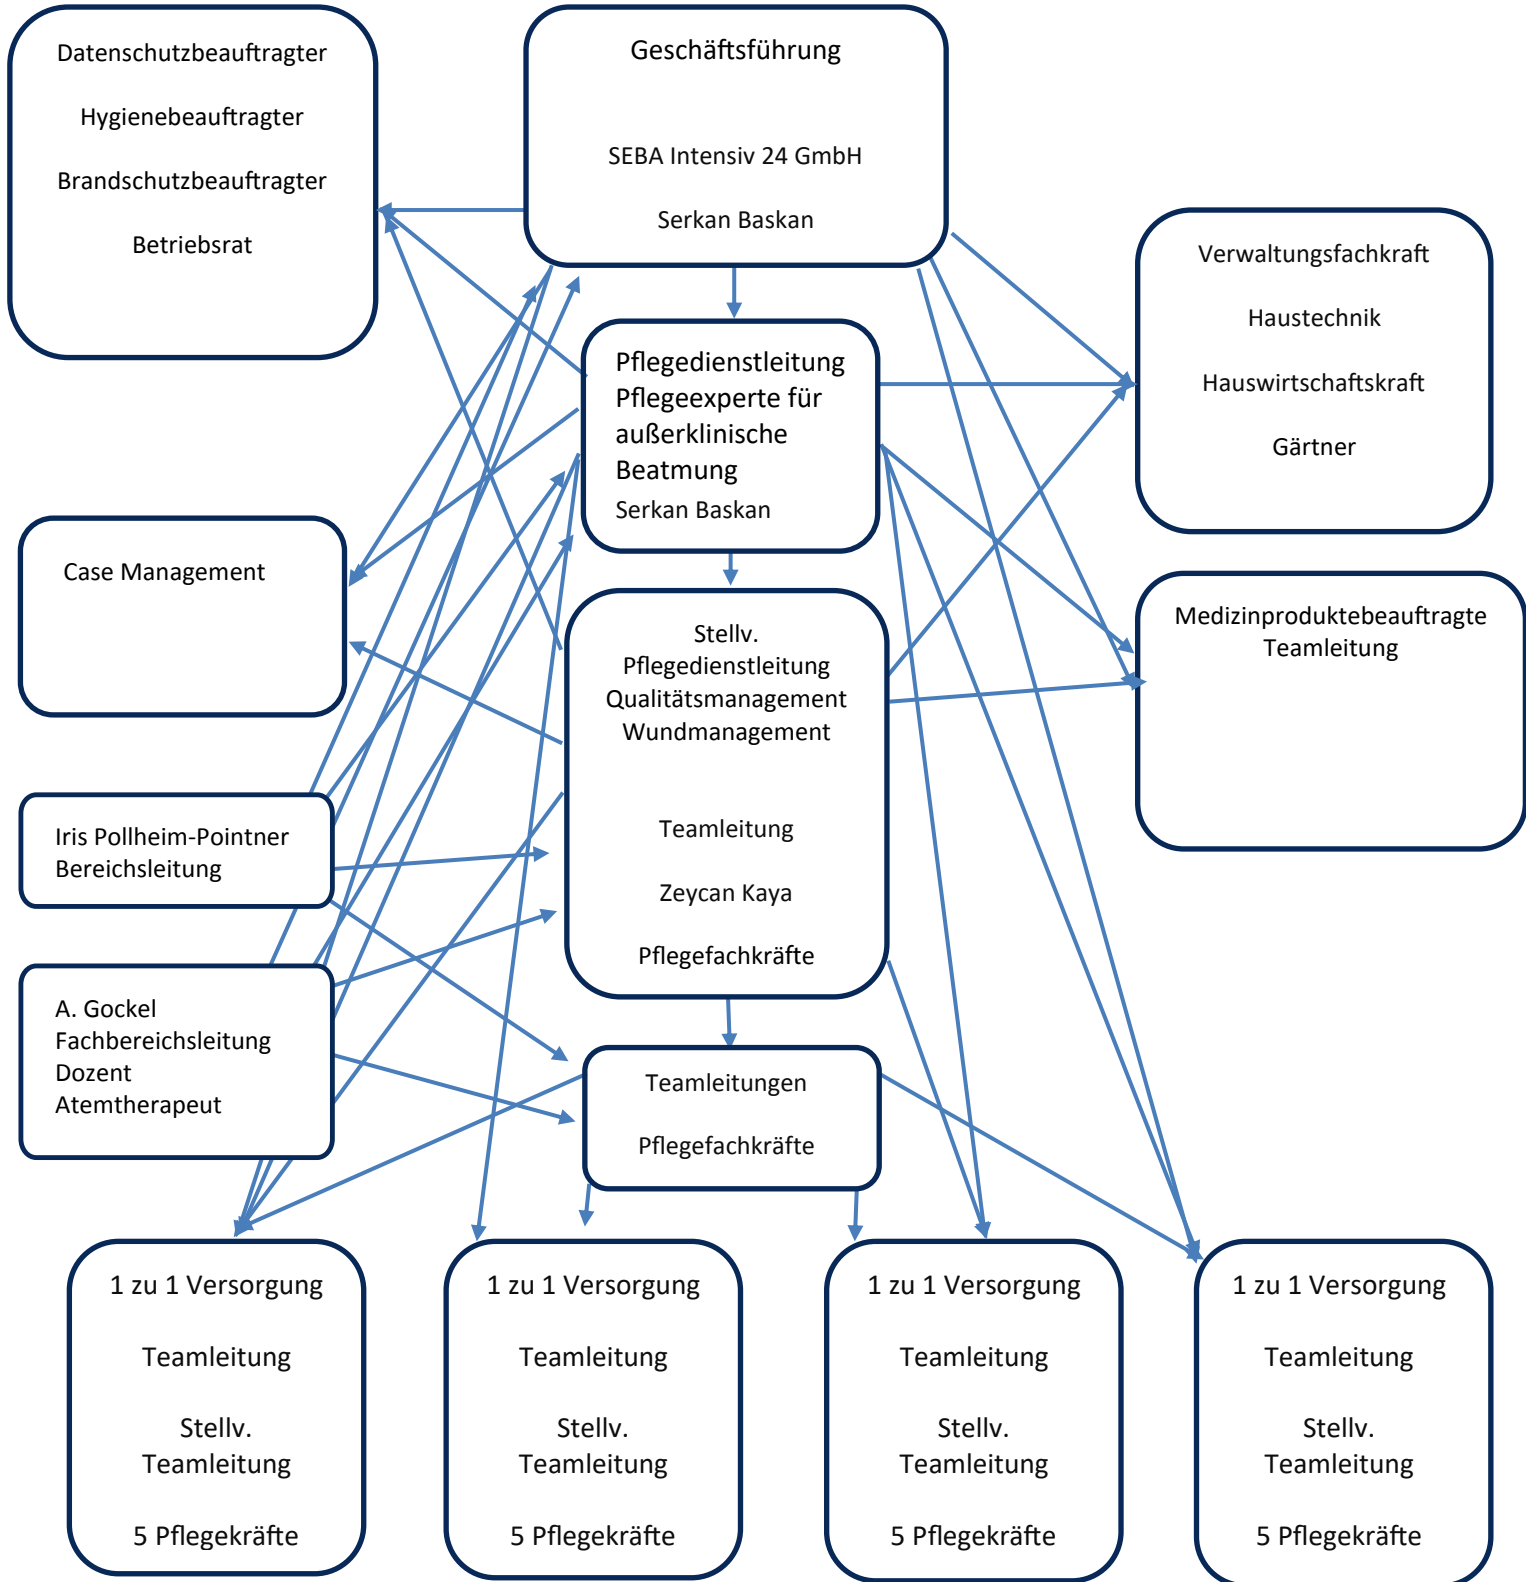 Datenschutzbeauftragter
Hygienebeauftragter
Brandschutzbeauftragter
Betriebsrat
Geschäftsführung
SEBA Intensiv 24 GmbH
Serkan Baskan
Verwaltungsfachkraft
Haustechnik
Hauswirtschaftskraft
Gärtner
Pflegedienstleitung
Pflegeexperte für
außerklinische
Beatmung
Serkan Baskan
Case Management
Stellv.
Pflegedienstleitung
Qualitätsmanagement
Wundmanagement
Teamleitung
Zeycan Kaya
Pflegefachkräfte
Medizinproduktebeauftragte
Teamleitung
Iris Pollheim-Pointner
Bereichsleitung
A. Gockel
Fachbereichsleitung
Dozent
Atemtherapeut
Teamleitungen
Pflegefachkräfte
1 zu 1 Versorgung
Teamleitung
Stellv.
Teamleitung
5 Pflegekräfte
1 zu 1 Versorgung
Teamleitung
Stellv.
Teamleitung
5 Pflegekräfte
1 zu 1 Versorgung
Teamleitung
Stellv.
Teamleitung
5 Pflegekräfte
1 zu 1 Versorgung
Teamleitung
Stellv.
Teamleitung
5 Pflegekräfte